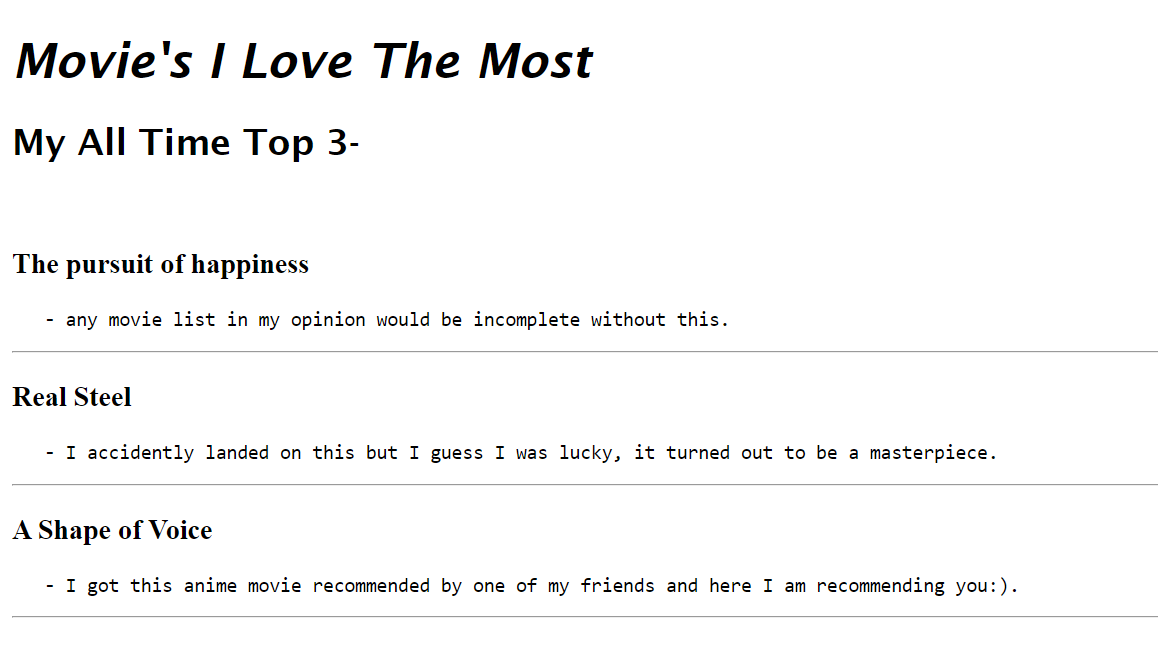 Movie's I Love The Most
My All Time Top 3-
The pursuit of happiness
- any movie list in my opinion would be incomplete without this.
Real Steel
- I accidently landed on this but I guess I was lucky, it turned out to be a masterpiece.
A Shape of Voice
- I got this anime movie recommended by one of my friends and here I am recommending you:).